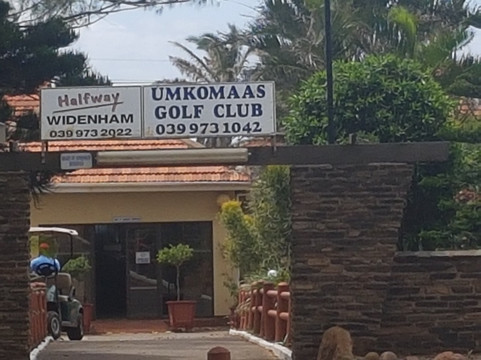 Halfway
WIDENHAM
039 973 2022
UMKOMAAS
GOLF CLUB
039 973 1042